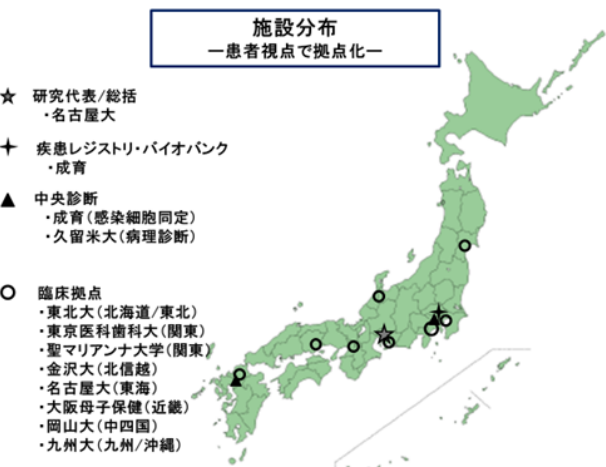 施設分布
ー患者視点で拠点化ー
研究代表/総括
・名古屋大
疾患レジストリ・バイオバンク
・成育
中央診断
・成育(感染細胞同定)
・久留米大(病理診断)
臨床拠点
・東北大(北海道/東北)
・東京医科歯科大(関東)
・聖マリアンナ大学(関東)
・金沢大(北信越)
・名古屋大(東海)
・大阪母子保健(近畿)
・岡山大(中四国)
・九州大(九州/沖縄)